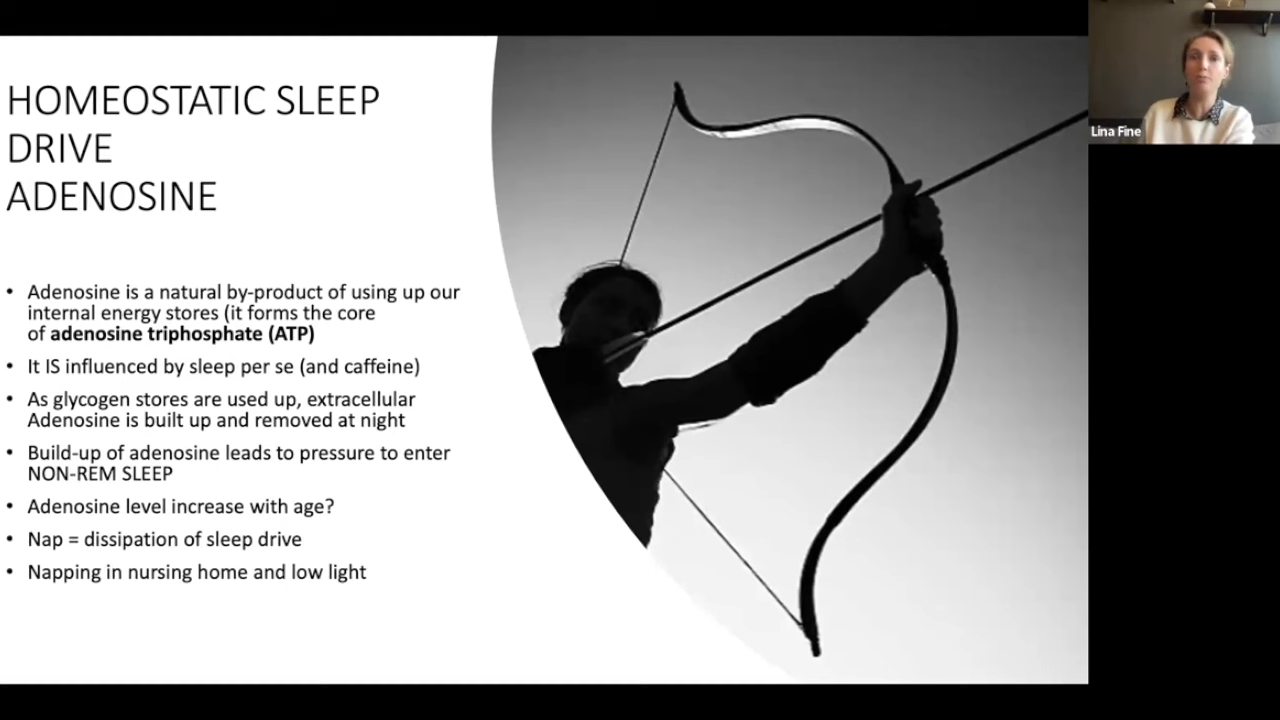 HOMEOSTATIC SLEEP
DRIVE
ADENOSINE
• Adenosine is a natural by-product of using up our
internal energy stores (it forms the core
of adenosine triphosphate (ATP)
• It IS influenced by sleep per se (and caffeine)
• As glycogen stores are used up, extracellular
Adenosine is built up and removed at night
• Build-up of adenosine leads to pressure to enter
NON-REM SLEEP
• Adenosine level increase with age?
• Nap = dissipation of sleep drive
• Napping in nursing home and low light
Lina Fine